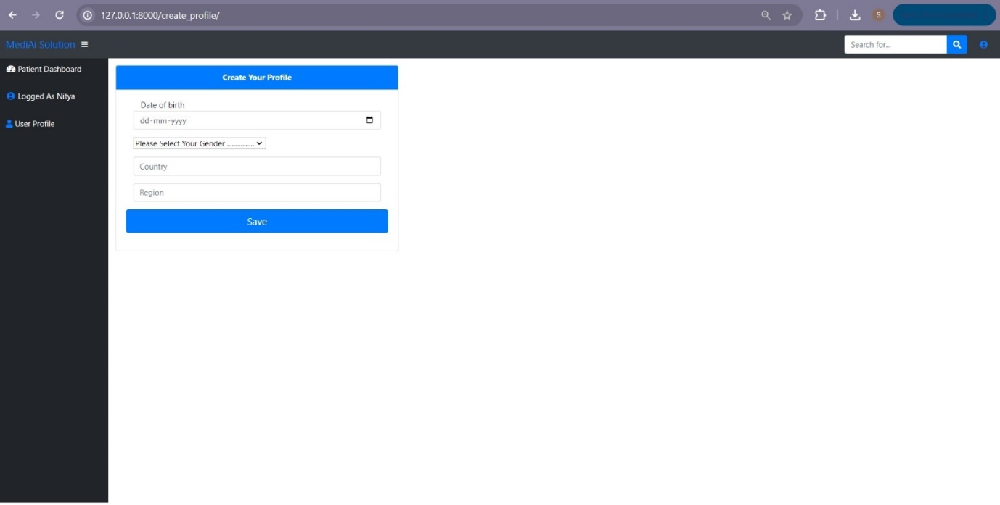 127.0.0.1:8000/create_profile/
S
MediAi Solution
Search for...
Patient Dashboard
Logged As Nitya
User Profile
Create Your Profile
Date of birth
dd-mm-yyyy
Please Select Your Gender ...............
Country
Region
Save